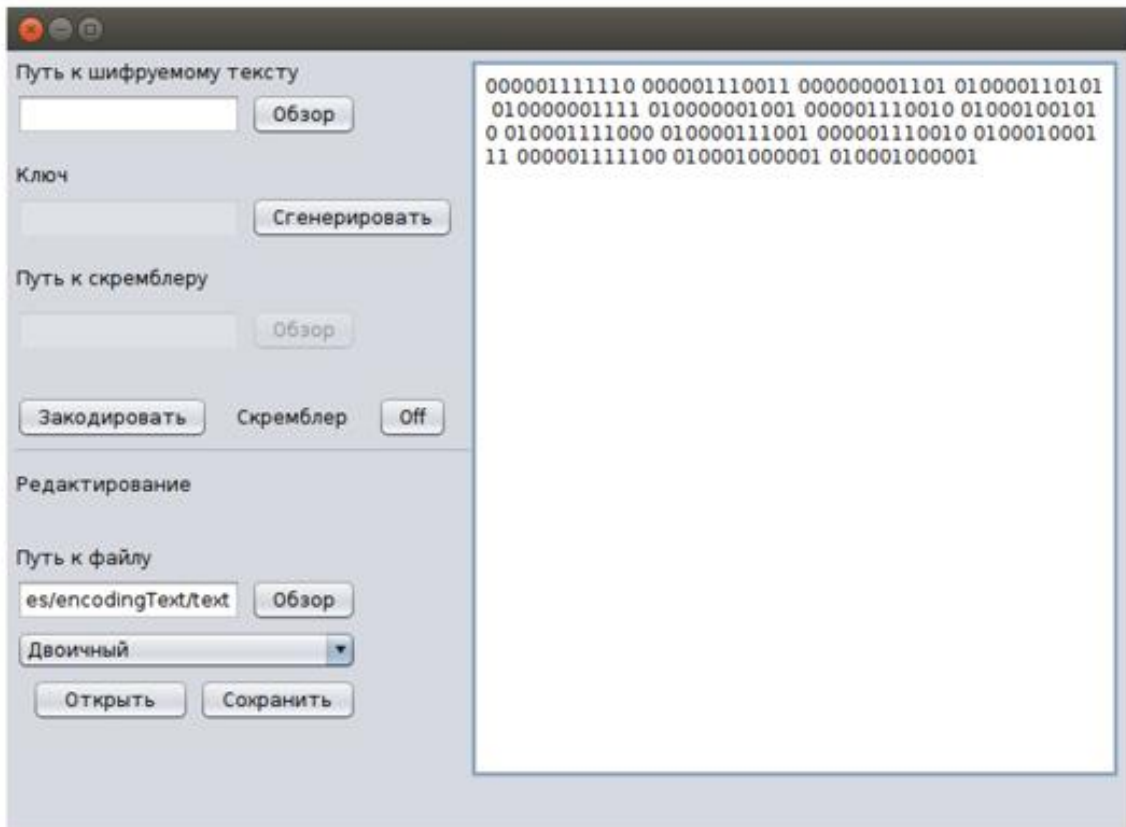 Путь к шифруемому тексту
Обзор
Ключ
Сгенерировать
Путь к скремблеру
Обзор
Закодировать Скремблер Off
Редактирование
Путь к файлу
es/encodingText/text Обзор
Двоичный
Открыть Сохранить
000001111110 000001110011 000000001101 010000110101
010000001111 010000001001 000001110010 01000100101
0 010001111000 010000111001 000001110010 0100010001
11 000001111100 010001000001 010001000001